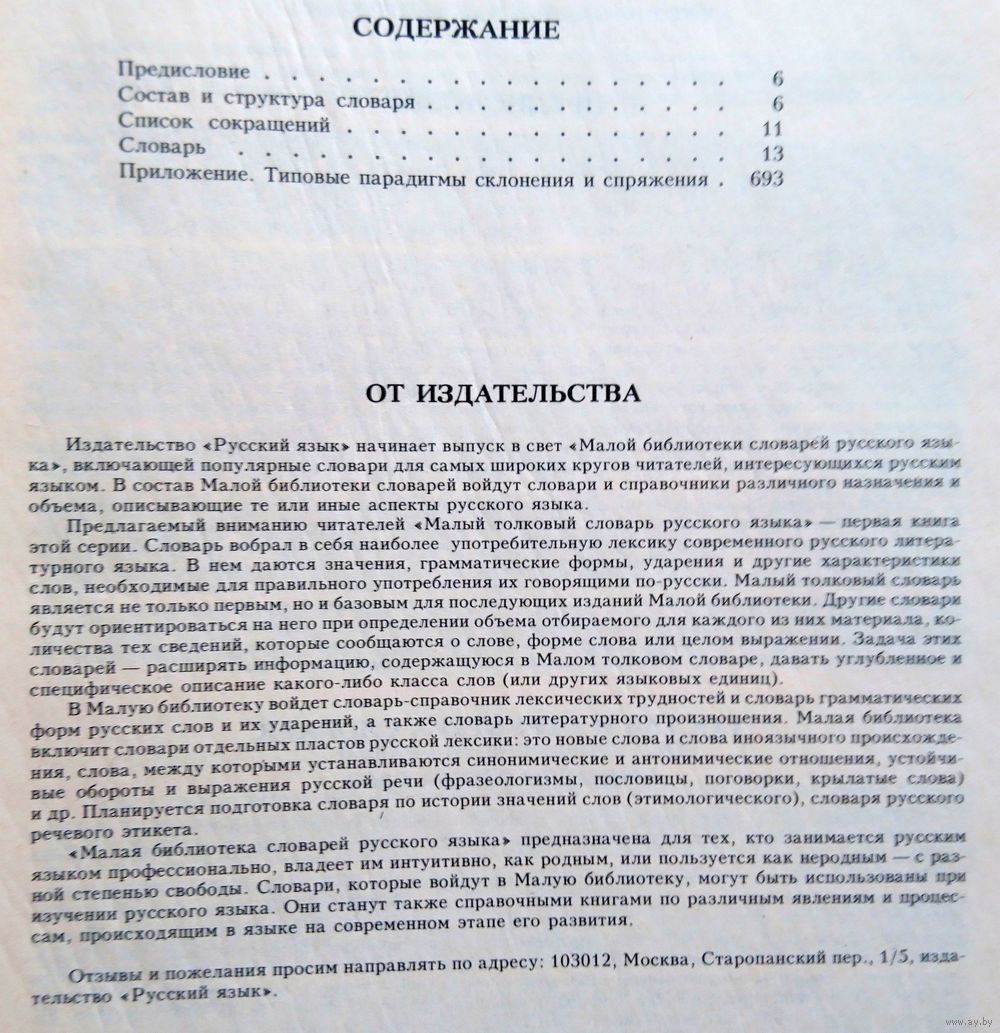 СОДЕРЖАНИЕ
Предисловие . . . . . . . . . . . . . . . . . . 6
Состав и структура словаря . . . . . . . . . . . . 6
Список сокращений . . . . . . . . . . . . . . . 11
Словарь . . . . . . . . . . . . . . . . . . . 13
Приложение. Типовые парадигмы склонения и спряжения . 693
ОТ ИЗДАТЕЛЬСТВА
Издательство «Русский язык» начинает выпуск в свет «Малой библиотеки словарей русского язы-
ка», включающей популярные словари для самых широких кругов читателей, интересующихся русским
языком. В состав Малой библиотеки словарей войдут словари и справочники различного назначения и
объема, описывающие те или иные аспекты русского языка.
Предлагаемый вниманию читателей «Малый толковый словарь русского языка» — первая книга
этой серии. Словарь вобрал в себя наиболее употребительную лексику современного русского литера-
турного языка. В нем даются значения, грамматические формы, ударения и другие характеристики
слов, необходимые для правильного употребления их говорящими по-русски. Малый толковый словарь
является не только первым, но и базовым для последующих изданий Малой библиотеки. Другие словари
будут ориентироваться на него при определении объема отбираемого для каждого из них материала, ко-
личества тех сведений, которые сообщаются о слове, форме слова или целом выражении. Задача этих
словарей — расширять информацию, содержащуюся в Малом толковом словаре, давать углубленное и
специфическое описание какого-либо класса слов (или других языковых единиц).
В Малую библиотеку войдет словарь-справочник лексических трудностей и словарь грамматических
форм русских слов и их ударений, а также словарь литературного произношения. Малая библиотека
включит словари отдельных пластов русской лексики: это новые слова и слова иноязычного происхожде-
ния, слова, между которыми устанавливаются синонимические и антонимические отношения, устойчи-
вые обороты и выражения русской речи (фразеологизмы, пословицы, поговорки, крылатые слова)
и др. Планируется подготовка словаря по истории значений слов (этимологического), словаря русского
речевого этикета.
«Малая библиотека словарей русского языка» предназначена для тех, кто занимается русским
языком профессионально, владеет им интуитивно, как родным, или пользуется как неродным — с раз-
ной степенью свободы. Словари, которые войдут в Малую библиотеку, могут быть использованы при
изучении русского языка. Они станут также справочными книгами по различным явлениям и процес-
сам, происходящим в языке на современном этапе его развития.
Отзывы и пожелания просим направлять по адресу: 103012, Москва, Старопанский пер., 1/5, изда-
тельство «Русский язык».
www.ay.by